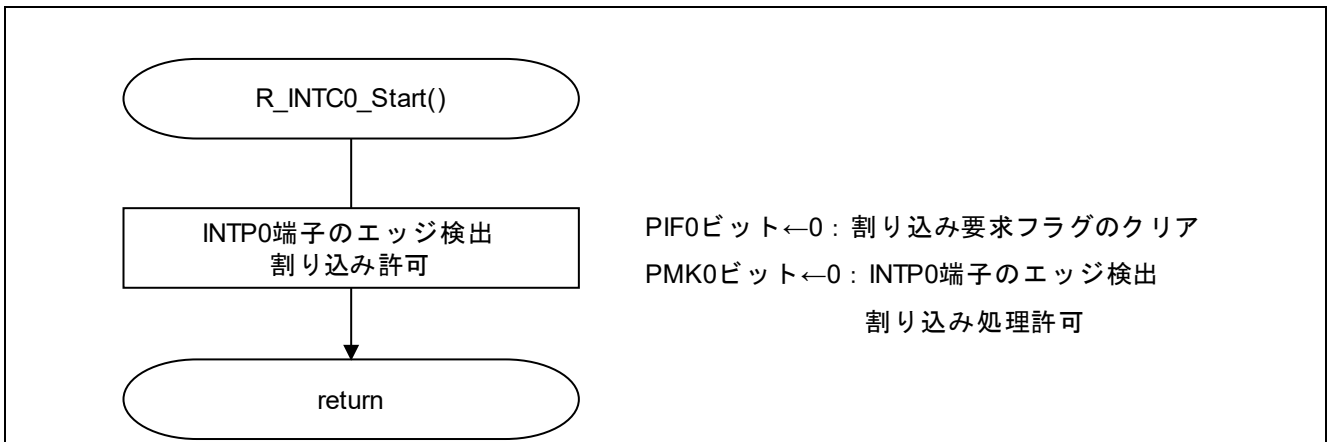 R_INTC0_Start()
INTP0端子のエッジ検出
割り込み許可
PIF0ビット←0：割り込み要求フラグのクリア
PMK0ビット←0：INTP0端子のエッジ検出
割り込み処理許可
return